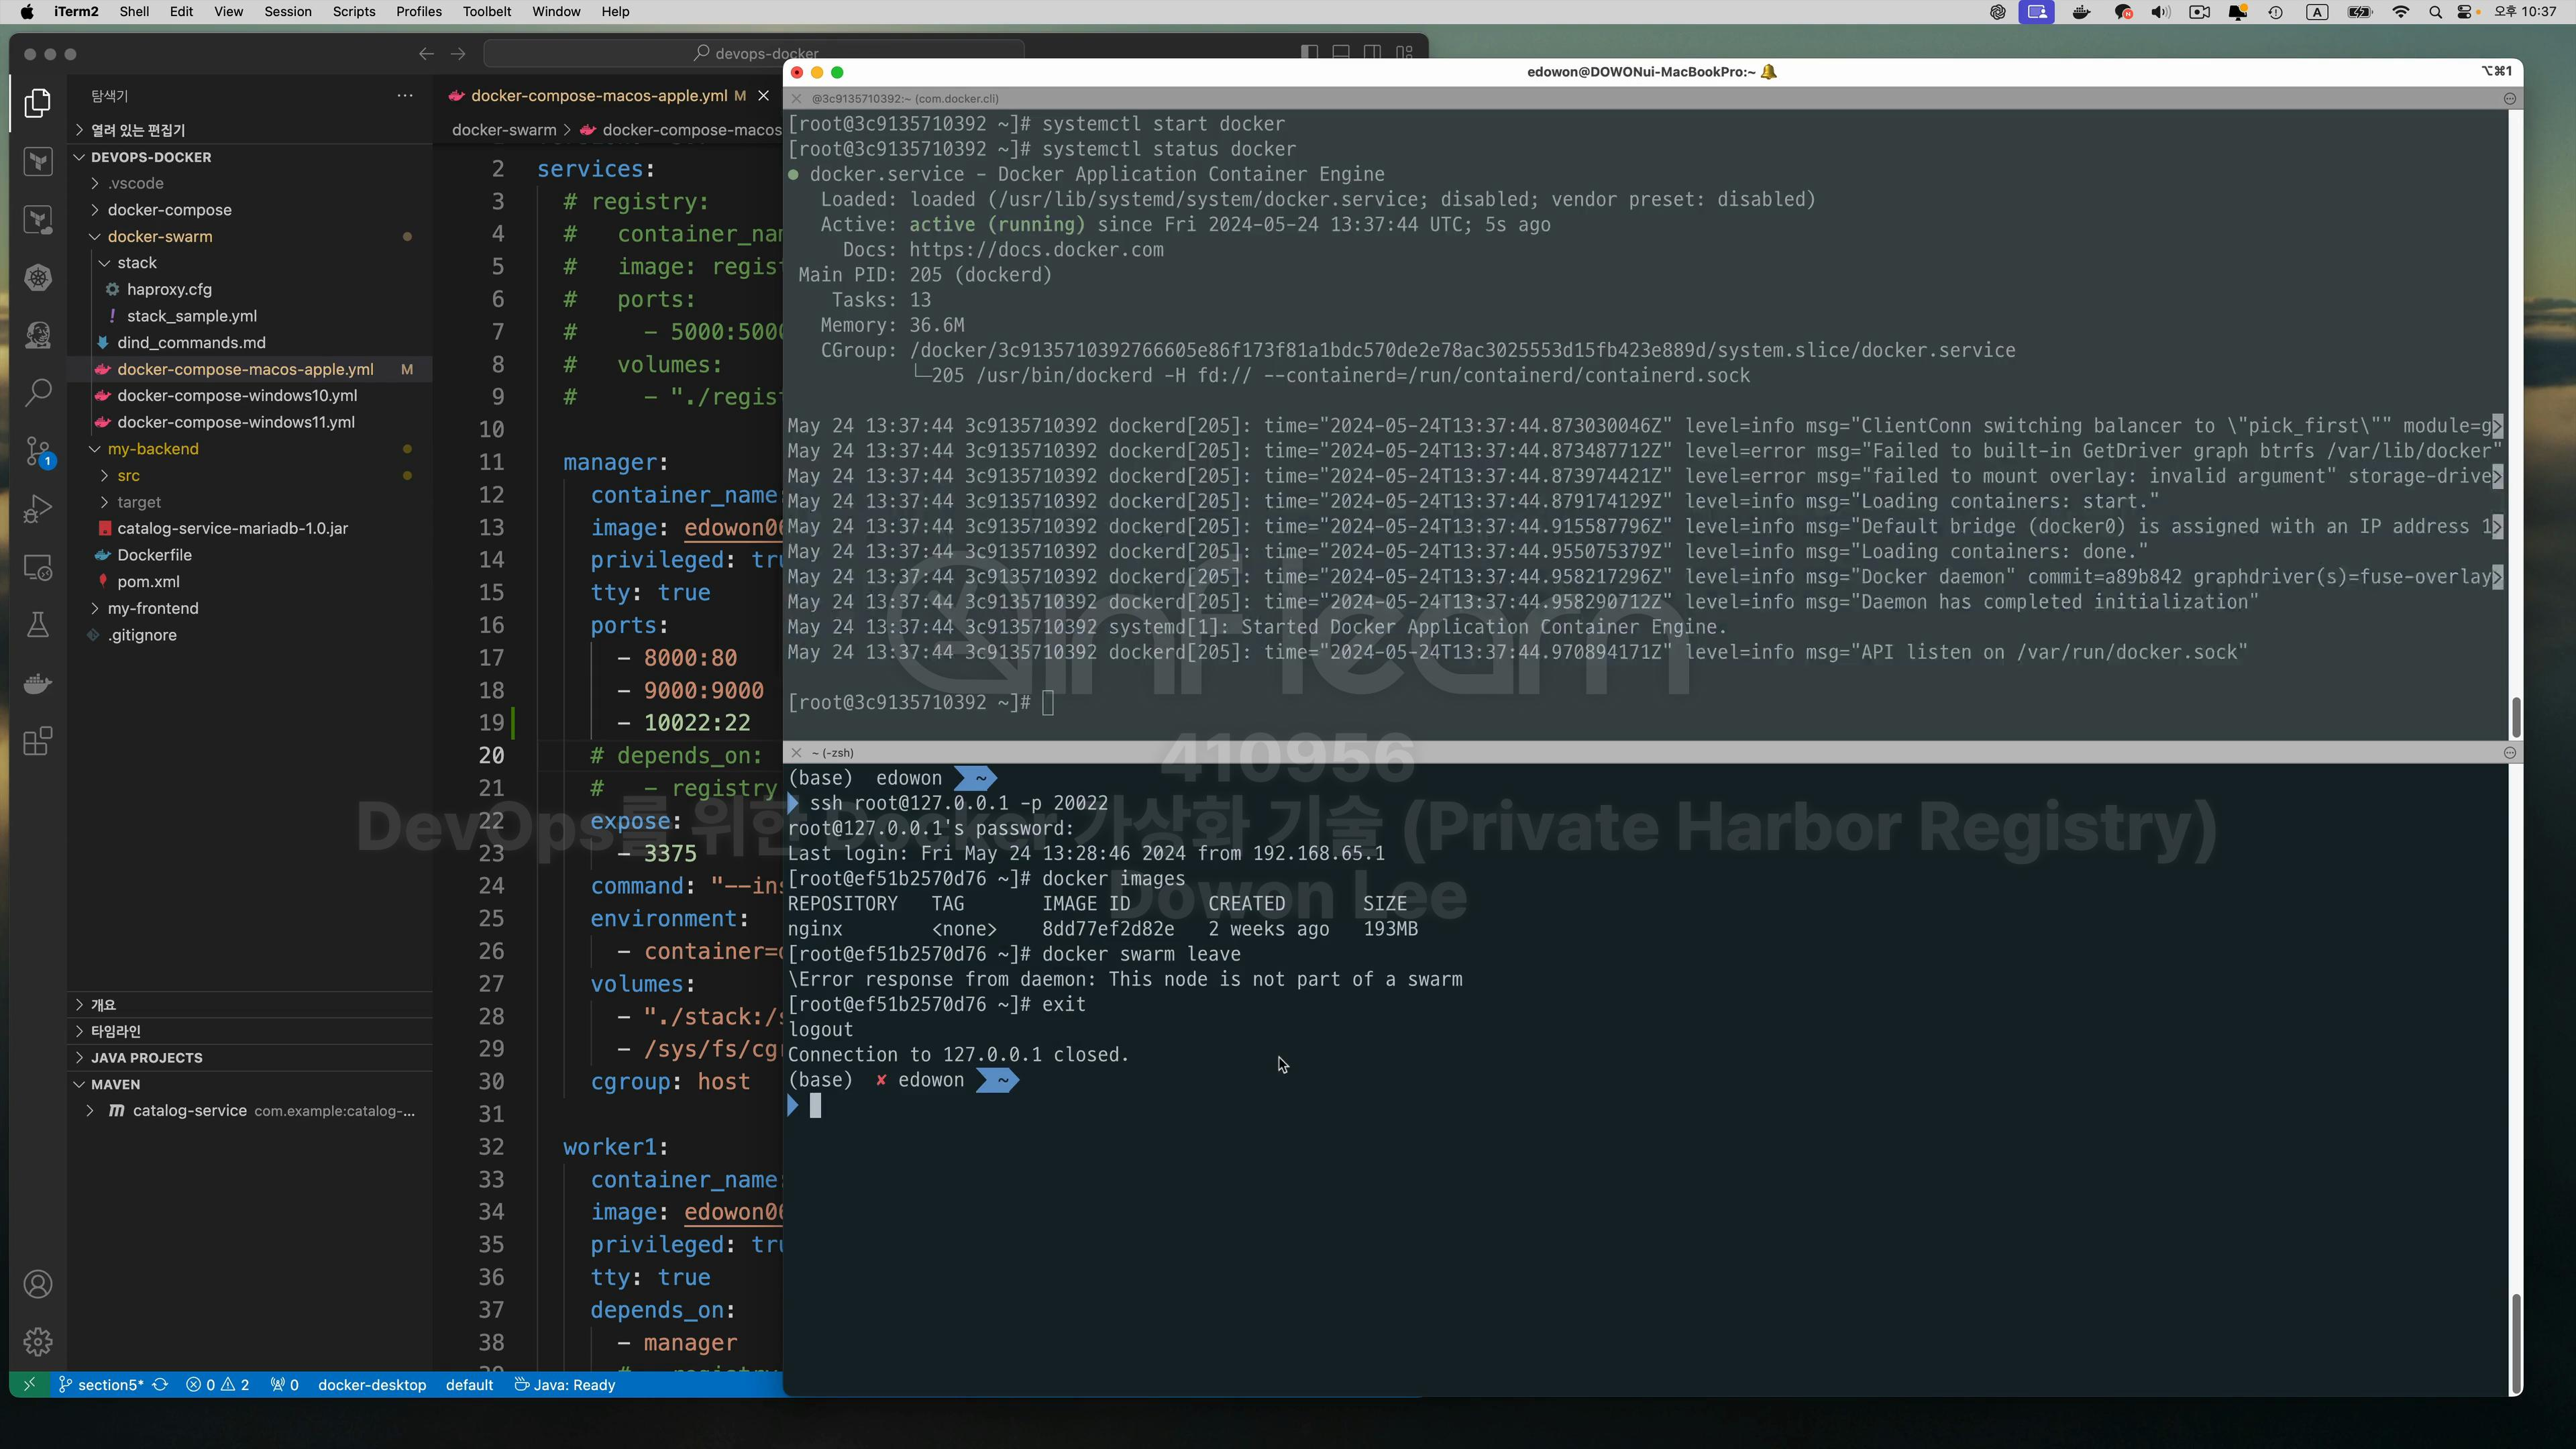 iTerm2 Shell Edit View Session Scripts Profiles Toolbelt Window Help
A 오후 10:37
devops-docker
탐색기
열려 있는 편집기
DEVOPS-DOCKER
.vscode
docker-compose
docker-swarm
stack
haproxy.cfg
! stack_sample.yml
dind_commands.md
docker-compose-macos-apple.yml M
docker-compose-windows10.yml
docker-compose-windows11.yml
my-backend
src
target
catalog-service-mariadb-1.0.jar
Dockerfile
pom.xml
my-frontend
.gitignore
1
개요
타임라인
JAVA PROJECTS
MAVEN
catalog-service com.example:catalog-...
docker-compose-macos-apple.yml M
docker-swarm > docker-compose-macos
2 services:
3 # registry:
4 # container_nam
5 # image: regist
6 # ports:
7 # - 5000:5000
8 # volumes:
9 # - "./regist
10
11 manager:
12 container_name:
13 image: edowon06
14 privileged: tru
15 tty: true
16 ports:
17 - 8000:80
18 - 9000:9000
19 - 10022:22
20 # depends_on:
21 # - registry
22 expose:
23 - 3375
24 command: "--ins
25 environment:
26 - container=d
27 volumes:
28 - "./stack:/s
29 - /sys/fs/cgr
30 cgroup: host
31
32 worker1:
33 container_name:
34 image: edowon06
35 privileged: tru
36 tty: true
37 depends_on:
38 - manager
section5* 0 2 0 docker-desktop default Java: Ready
edowon@DOWONui-MacBookPro:~ ⌥⌘1
@3c9135710392:~ (com.docker.cli)
[root@3c9135710392 ~]# systemctl start docker
[root@3c9135710392 ~]# systemctl status docker
● docker.service - Docker Application Container Engine
Loaded: loaded (/usr/lib/systemd/system/docker.service; disabled; vendor preset: disabled)
Active: active (running) since Fri 2024-05-24 13:37:44 UTC; 5s ago
Docs: https://docs.docker.com
Main PID: 205 (dockerd)
Tasks: 13
Memory: 36.6M
CGroup: /docker/3c9135710392766605e86f173f81a1bdc570de2e78ac3025553d15fb423e889d/system.slice/docker.service
└─205 /usr/bin/dockerd -H fd:// --containerd=/run/containerd/containerd.sock
May 24 13:37:44 3c9135710392 dockerd[205]: time="2024-05-24T13:37:44.873030046Z" level=info msg="ClientConn switching balancer to \"pick_first\"" module=g>
May 24 13:37:44 3c9135710392 dockerd[205]: time="2024-05-24T13:37:44.873487712Z" level=error msg="Failed to built-in GetDriver graph btrfs /var/lib/docker"
May 24 13:37:44 3c9135710392 dockerd[205]: time="2024-05-24T13:37:44.873974421Z" level=error msg="failed to mount overlay: invalid argument" storage-drive>
May 24 13:37:44 3c9135710392 dockerd[205]: time="2024-05-24T13:37:44.879174129Z" level=info msg="Loading containers: start."
May 24 13:37:44 3c9135710392 dockerd[205]: time="2024-05-24T13:37:44.915587796Z" level=info msg="Default bridge (docker0) is assigned with an IP address 1>
May 24 13:37:44 3c9135710392 dockerd[205]: time="2024-05-24T13:37:44.955075379Z" level=info msg="Loading containers: done."
May 24 13:37:44 3c9135710392 dockerd[205]: time="2024-05-24T13:37:44.958217296Z" level=info msg="Docker daemon" commit=a89b842 graphdriver(s)=fuse-overlay>
May 24 13:37:44 3c9135710392 dockerd[205]: time="2024-05-24T13:37:44.958290712Z" level=info msg="Daemon has completed initialization"
May 24 13:37:44 3c9135710392 systemd[1]: Started Docker Application Container Engine.
May 24 13:37:44 3c9135710392 dockerd[205]: time="2024-05-24T13:37:44.970894171Z" level=info msg="API listen on /var/run/docker.sock"
[root@3c9135710392 ~]#
~ (-zsh)
(base) edowon ~
ssh root@127.0.0.1 -p 20022
root@127.0.0.1's password:
Last login: Fri May 24 13:28:46 2024 from 192.168.65.1
[root@ef51b2570d76 ~]# docker images
REPOSITORY TAG IMAGE ID CREATED SIZE
nginx <none> 8dd77ef2d82e 2 weeks ago 193MB
[root@ef51b2570d76 ~]# docker swarm leave
\Error response from daemon: This node is not part of a swarm
[root@ef51b2570d76 ~]# exit
logout
Connection to 127.0.0.1 closed.
(base) ✘ edowon ~
inflearn
410956
DevOps를 위한 Docker 가상화 기술 (Private Harbor Registry)
Dowon Lee